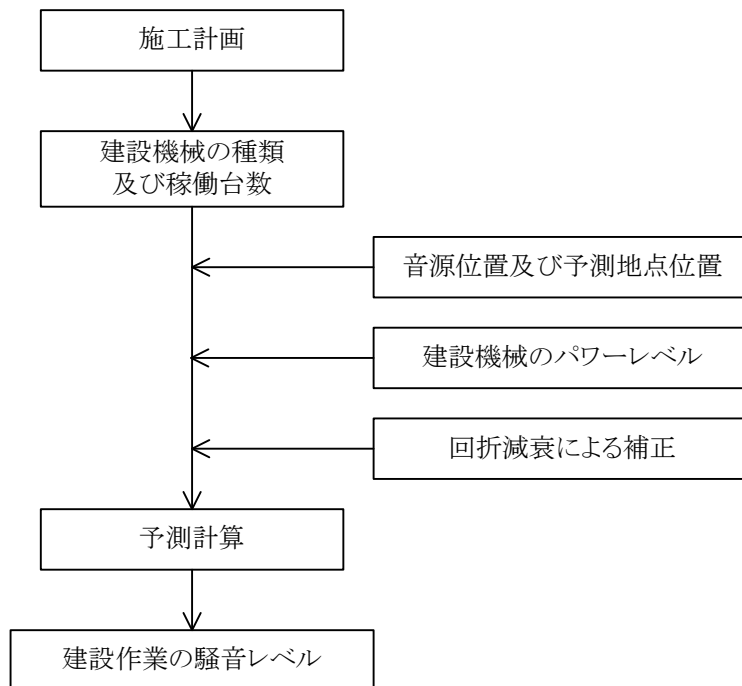 施工計画
建設機械の種類
及び稼働台数
音源位置及び予測地点位置
建設機械のパワーレベル
回折減衰による補正
予測計算
建設作業の騒音レベル